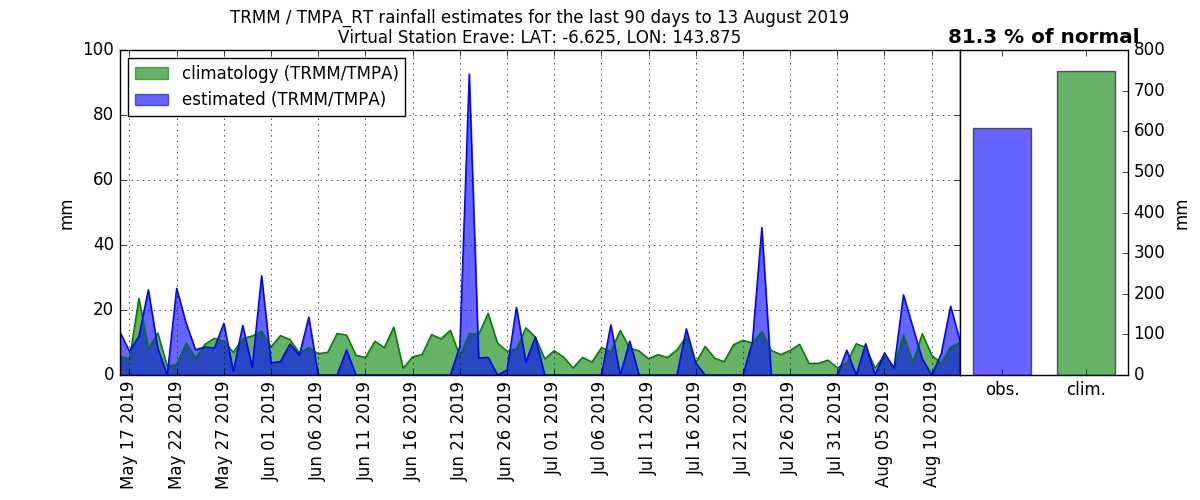 TRMM / TMPA_RT rainfall estimates for the last 90 days to 13 August 2019
Virtual Station Erave: LAT: -6.625, LON: 143.875
81.3 % of normal
climatology (TRMM/TMPA)
estimated (TRMM/TMPA)
mm
100
80
60
40
20
0
May 17 2019
May 22 2019
May 27 2019
Jun 01 2019
Jun 06 2019
Jun 11 2019
Jun 16 2019
Jun 21 2019
Jun 26 2019
Jul 01 2019
Jul 06 2019
Jul 11 2019
Jul 16 2019
Jul 21 2019
Jul 26 2019
Jul 31 2019
Aug 05 2019
Aug 10 2019
obs.
clim.
800
700
600
500
400
300
200
100
0
mm